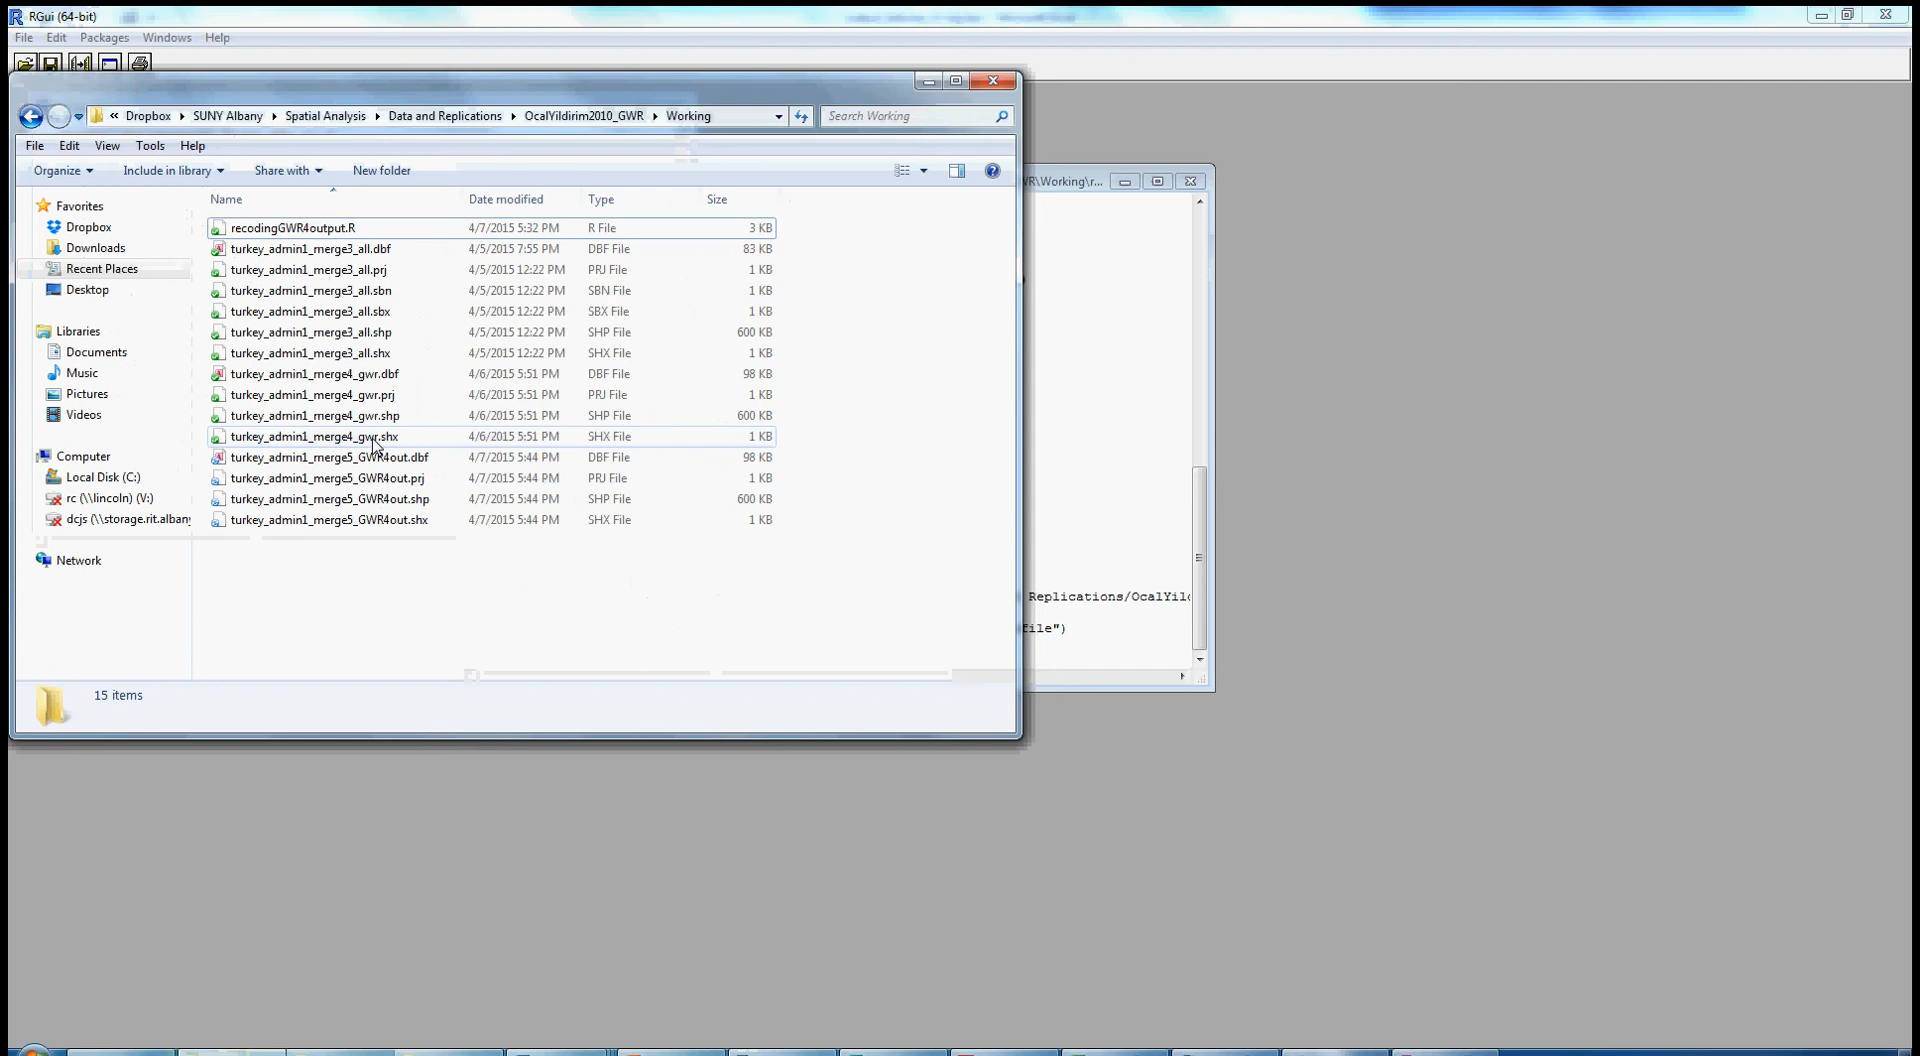 RGui (64-bit)
File Edit Packages Windows Help
« Dropbox SUNY Albany Spatial Analysis Data and Replications OcalYildirim2010_GWR Working Search Working
File Edit View Tools Help
Organize Include in library Share with New folder
Name Date modified Type Size
Favorites
Dropbox
Downloads
Recent Places
Desktop
Libraries
Documents
Music
Pictures
Videos
Computer
Local Disk (C:)
rc (\\lincoln) (V:)
dcjs (\\storage.rit.albany
Network
recodingGWR4output.R 4/7/2015 5:32 PM R File 3 KB
turkey_admin1_merge3_all.dbf 4/5/2015 7:55 PM DBF File 83 KB
turkey_admin1_merge3_all.prj 4/5/2015 12:22 PM PRJ File 1 KB
turkey_admin1_merge3_all.sbn 4/5/2015 12:22 PM SBN File 1 KB
turkey_admin1_merge3_all.sbx 4/5/2015 12:22 PM SBX File 1 KB
turkey_admin1_merge3_all.shp 4/5/2015 12:22 PM SHP File 600 KB
turkey_admin1_merge3_all.shx 4/5/2015 12:22 PM SHX File 1 KB
turkey_admin1_merge4_gwr.dbf 4/6/2015 5:51 PM DBF File 98 KB
turkey_admin1_merge4_gwr.prj 4/6/2015 5:51 PM PRJ File 1 KB
turkey_admin1_merge4_gwr.shp 4/6/2015 5:51 PM SHP File 600 KB
turkey_admin1_merge4_gwr.shx 4/6/2015 5:51 PM SHX File 1 KB
turkey_admin1_merge5_GWR4out.dbf 4/7/2015 5:44 PM DBF File 98 KB
turkey_admin1_merge5_GWR4out.prj 4/7/2015 5:44 PM PRJ File 1 KB
turkey_admin1_merge5_GWR4out.shp 4/7/2015 5:44 PM SHP File 600 KB
turkey_admin1_merge5_GWR4out.shx 4/7/2015 5:44 PM SHX File 1 KB
15 items
WR\Working\r...
Replications/OcalYil
file")